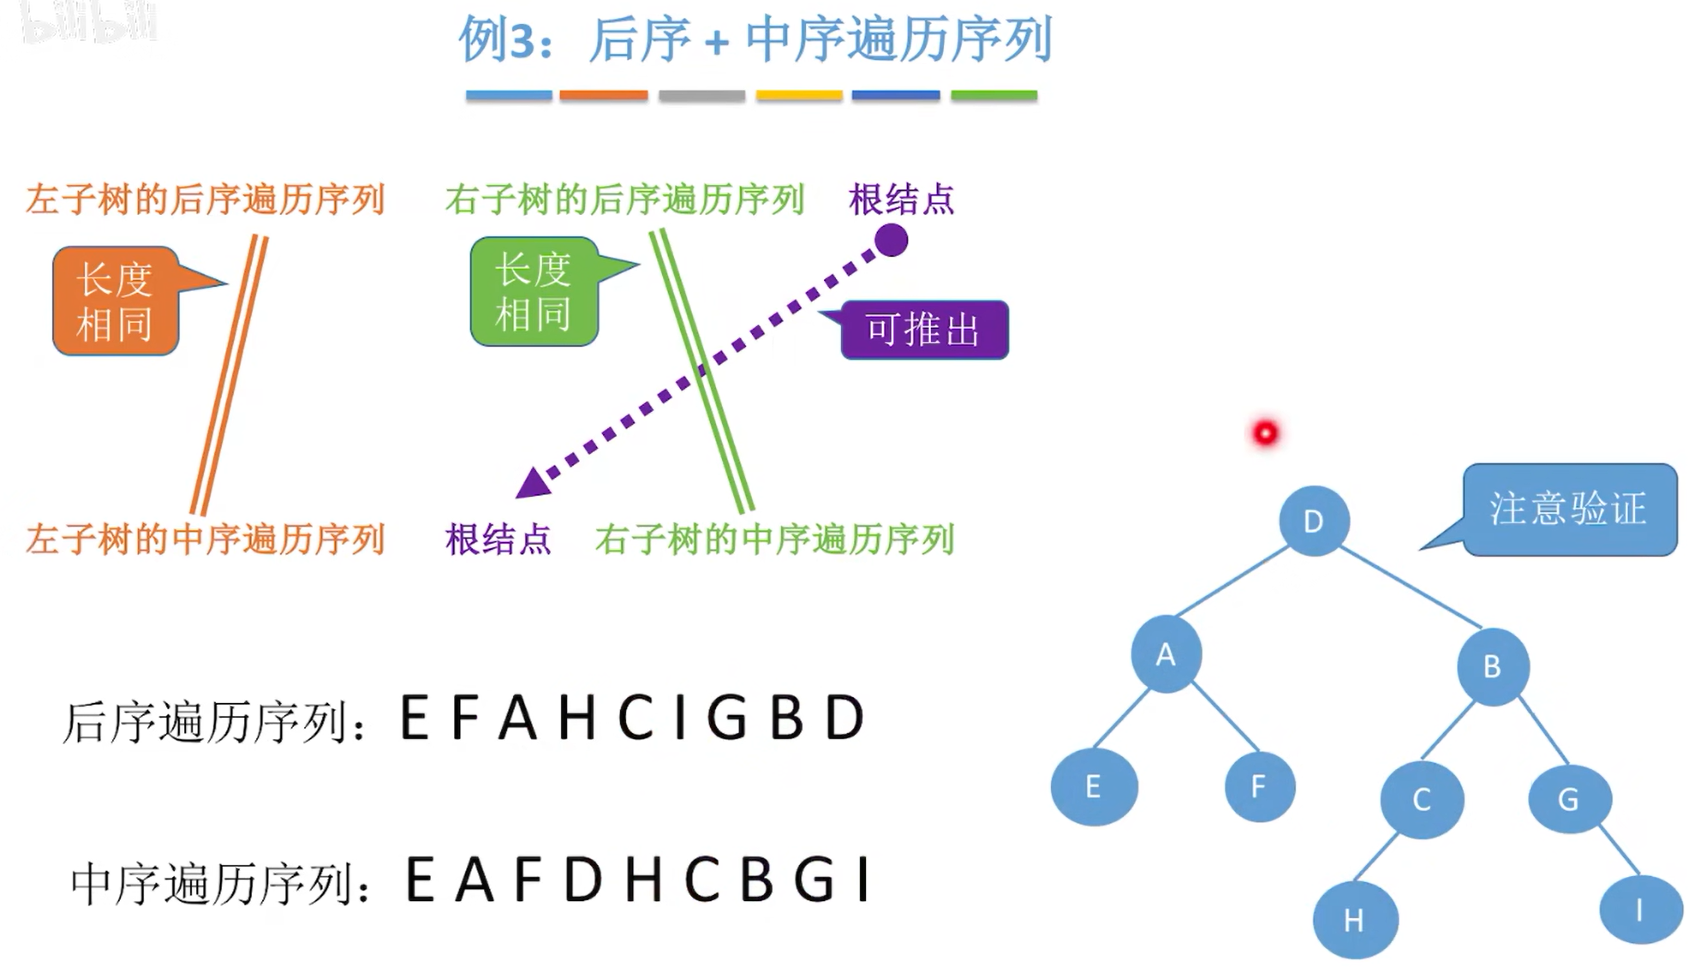 bilibili
例3：后序 + 中序遍历序列
左子树的后序遍历序列 右子树的后序遍历序列 根结点
长度
相同
长度
相同
可推出
左子树的中序遍历序列 根结点 右子树的中序遍历序列
注意验证
D
A
B
E
F
C
G
H
I
后序遍历序列：E F A H C I G B D
中序遍历序列：E A F D H C B G I